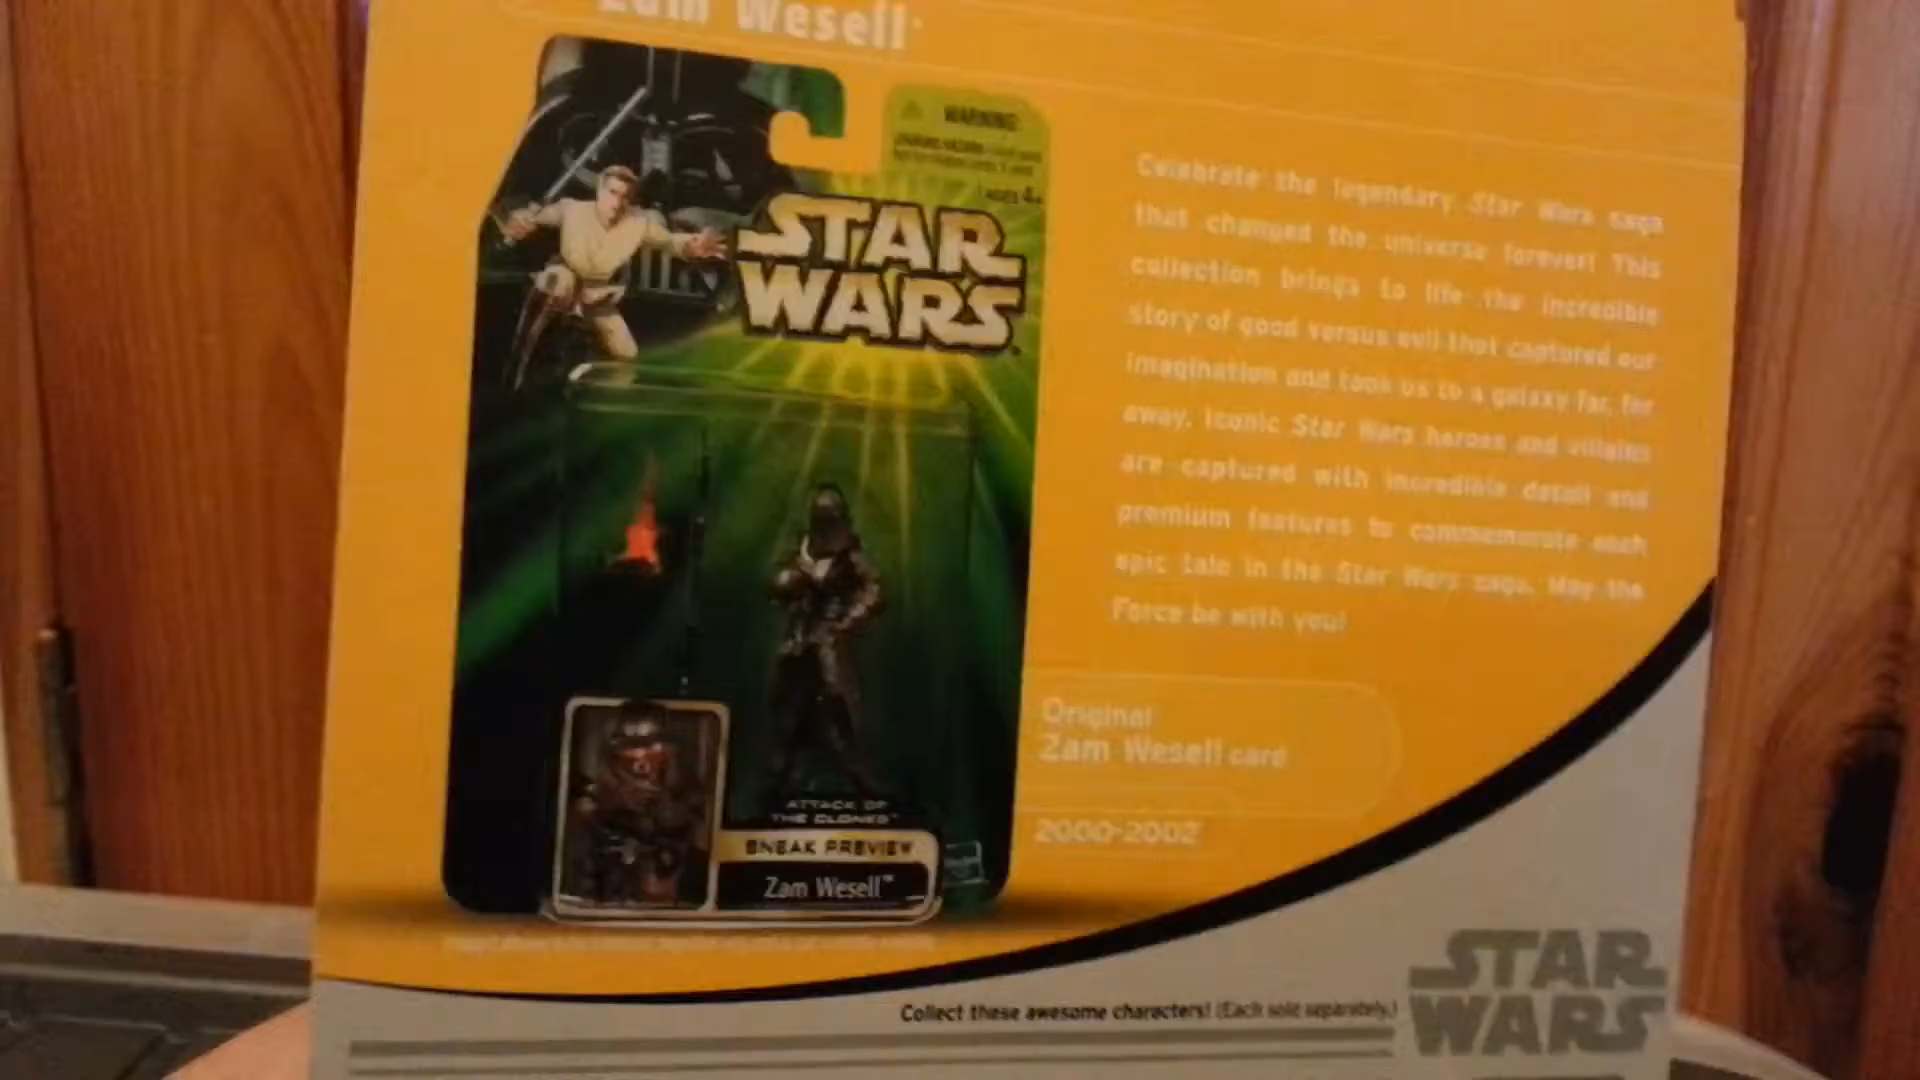 Zam Wesell
WARNING
AGES 4+
STAR
WARS
Celebrate the legendary Star Wars saga
that changed the universe forever! This
collection brings to life the incredible
story of good versus evil that captured our
imagination and took us to a galaxy far, far
away. Iconic Star Wars heroes and villains
are captured with incredible detail and
premium features to commemorate each
epic tale in the Star Wars saga. May the
Force be with you!
Original
Zam Wesell card
2000-2002
ATTACK OF
THE CLONES™
SNEAK PREVIEW
Zam Wesell™
Collect these awesome characters! (Each sold separately.)
STAR
WARS